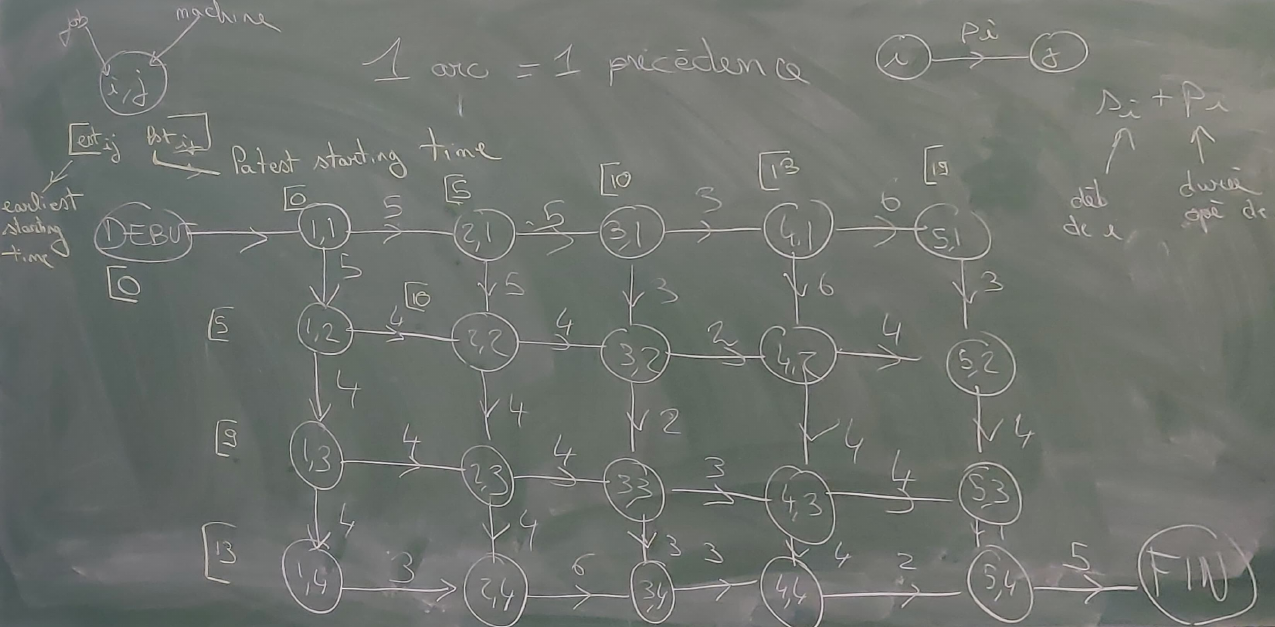 job machine
i,j
1 arc = 1 précédence
i Pi j
si + Pi
[est ij lst ij]
latest starting time
earliest
starting
time
déb
de i
durée
opé de
[0 [5 [10 [13 [19
DEBUT 1,1 5 2,1 5 3,1 3 4,1 6 5,1
[0
5 5 3 6 3
[5 [10
1,2 4 2,2 4 3,2 2 4,2 4 5,2
4 4 2 4 4
[9
1,3 4 2,3 4 3,3 3 4,3 4 5,3
4 4 3 4
[13
1,4 3 2,4 6 3,4 3 4,4 2 5,4 5 FIN